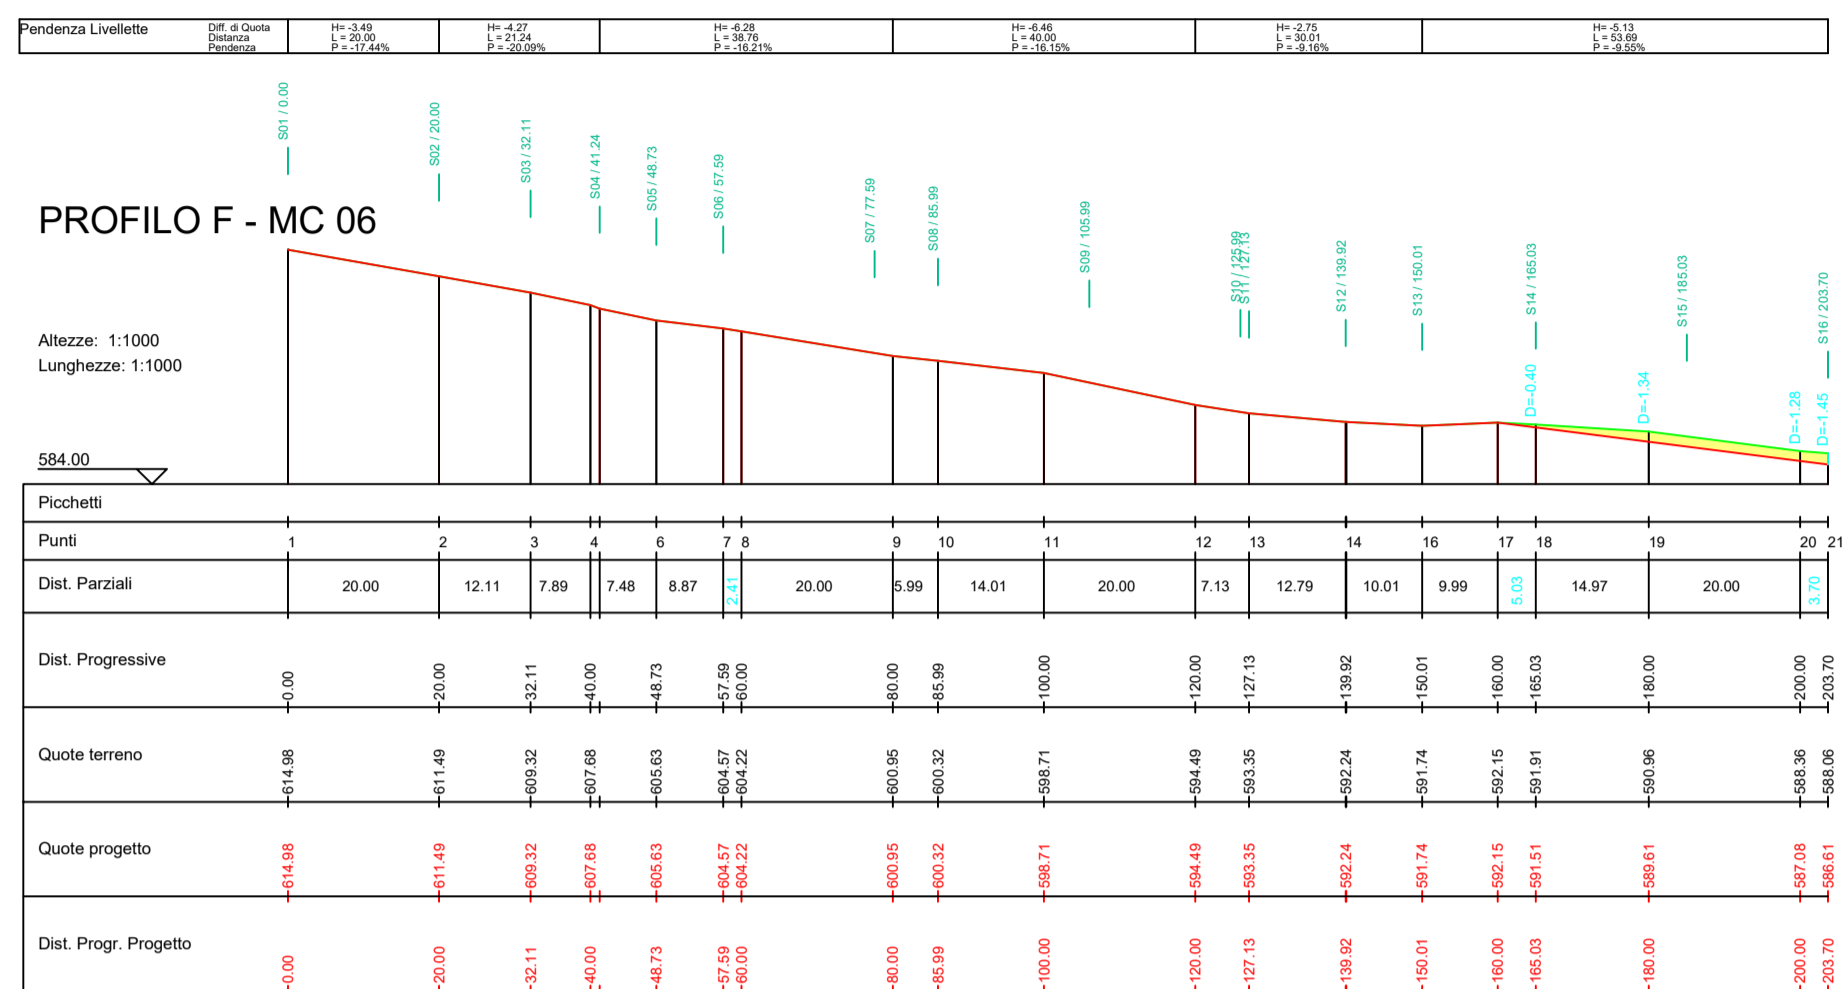 Pendenza Livellette
Diff. di Quota
Distanza
Pendenza
H= -3.49
L = 20.00
P = -17.44%
H= -4.27
L = 21.24
P = -20.09%
H= -6.28
L = 38.76
P = -16.21%
H= -6.46
L = 40.00
P = -16.15%
H= -2.75
L = 30.01
P = -9.16%
H= -5.13
L = 53.69
P = -9.55%
S01 / 0.00
S02 / 20.00
S03 / 32.11
S04 / 41.24
S05 / 48.73
S06 / 57.59
S07 / 77.59
S08 / 85.99
S09 / 105.99
S10 / 125.99
S11 / 127.13
S12 / 139.92
S13 / 150.01
S14 / 165.03
S15 / 185.03
S16 / 203.70
PROFILO F - MC 06
Altezze: 1:1000
Lunghezze: 1:1000
D=-0.40
D=-1.34
D=-1.28
D=-1.45
584.00
Picchetti
Punti 1 2 3 4 6 7 8 9 10 11 12 13 14 16 17 18 19 20 21
Dist. Parziali 20.00 12.11 7.89 7.48 8.87 2.41 20.00 5.99 14.01 20.00 7.13 12.79 10.01 9.99 5.03 14.97 20.00 3.70
Dist. Progressive 0.00 20.00 32.11 40.00 48.73 57.59 60.00 80.00 85.99 100.00 120.00 127.13 139.92 150.01 160.00 165.03 180.00 200.00 203.70
Quote terreno 614.98 611.49 609.32 607.68 605.63 604.57 604.22 600.95 600.32 598.71 594.49 593.35 592.24 591.74 592.15 591.91 590.96 588.36 588.06
Quote progetto 614.98 611.49 609.32 607.68 605.63 604.57 604.22 600.95 600.32 598.71 594.49 593.35 592.24 591.74 592.15 591.51 589.61 587.08 586.61
Dist. Progr. Progetto 0.00 20.00 32.11 40.00 48.73 57.59 60.00 80.00 85.99 100.00 120.00 127.13 139.92 150.01 160.00 165.03 180.00 200.00 203.70